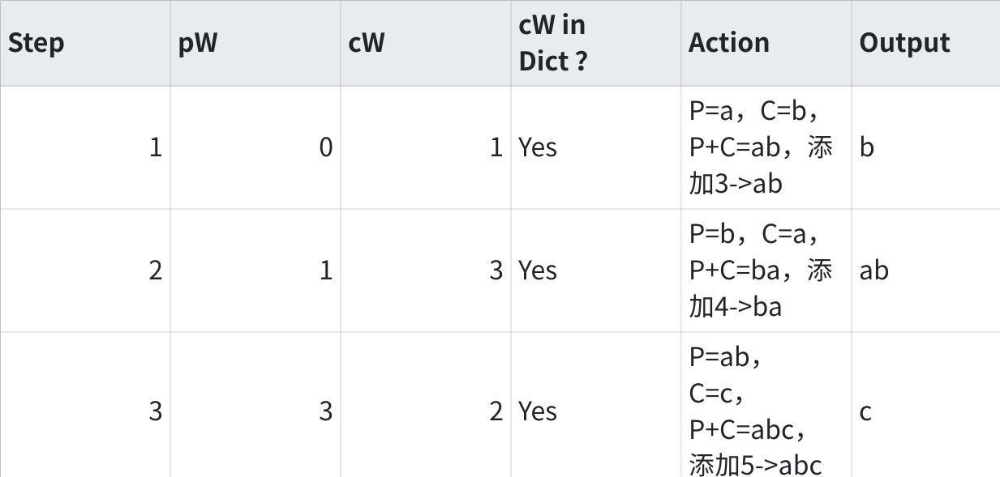 Step pW cW cW in Dict ? Action Output
1 0 1 Yes P=a，C=b， b
P+C=ab，添
加3->ab
2 1 3 Yes P=b，C=a， ab
P+C=ba，添
加4->ba
3 3 2 Yes P=ab， c
C=c，
P+C=abc，
添加5->abc